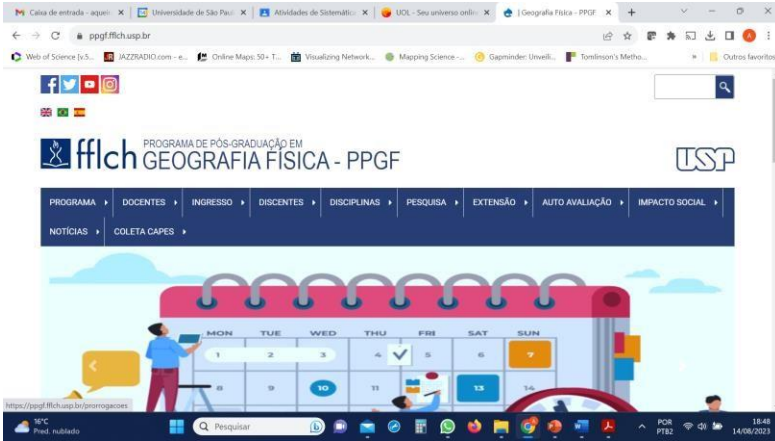 Caixa de entrada - aquei
Universidade de São Paul
Atividades de Sistemátic
UOL - Seu universo onlin
| Geografia Física - PPGF
ppgf.fflch.usp.br
Web of Science [v.5...
JAZZRADIO.com - e...
Online Maps: 50+ T...
Visualizing Network...
Mapping Science -...
Gapminder: Unveili...
Tomlinson's Metho...
Outros favoritos
fflch
PROGRAMA DE PÓS-GRADUAÇÃO EM
GEOGRAFIA FÍSICA - PPGF
USP
PROGRAMA DOCENTES INGRESSO DISCENTES DISCIPLINAS PESQUISA EXTENSÃO AUTO AVALIAÇÃO IMPACTO SOCIAL
NOTÍCIAS COLETA CAPES
MON TUE WED THU FRI SAT SUN
1 2 3 4 5 6 7
8 9 10 11 13 14
https://ppgf.fflch.usp.br/prorrogacoes
16°C
Pred. nublado
Pesquisar
POR
PTB2
18:48
14/08/2023